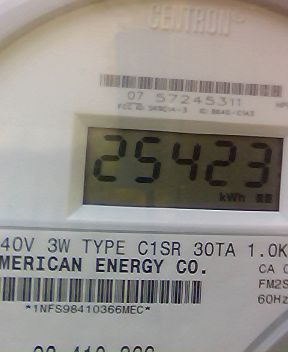 CENTRON®
07 57245311
25423
kWh
40V 3W TYPE C1SR 30TA 1.0K
MERICAN ENERGY CO.
CA 0
FM2S
60Hz
*1NFS98410366MEC*